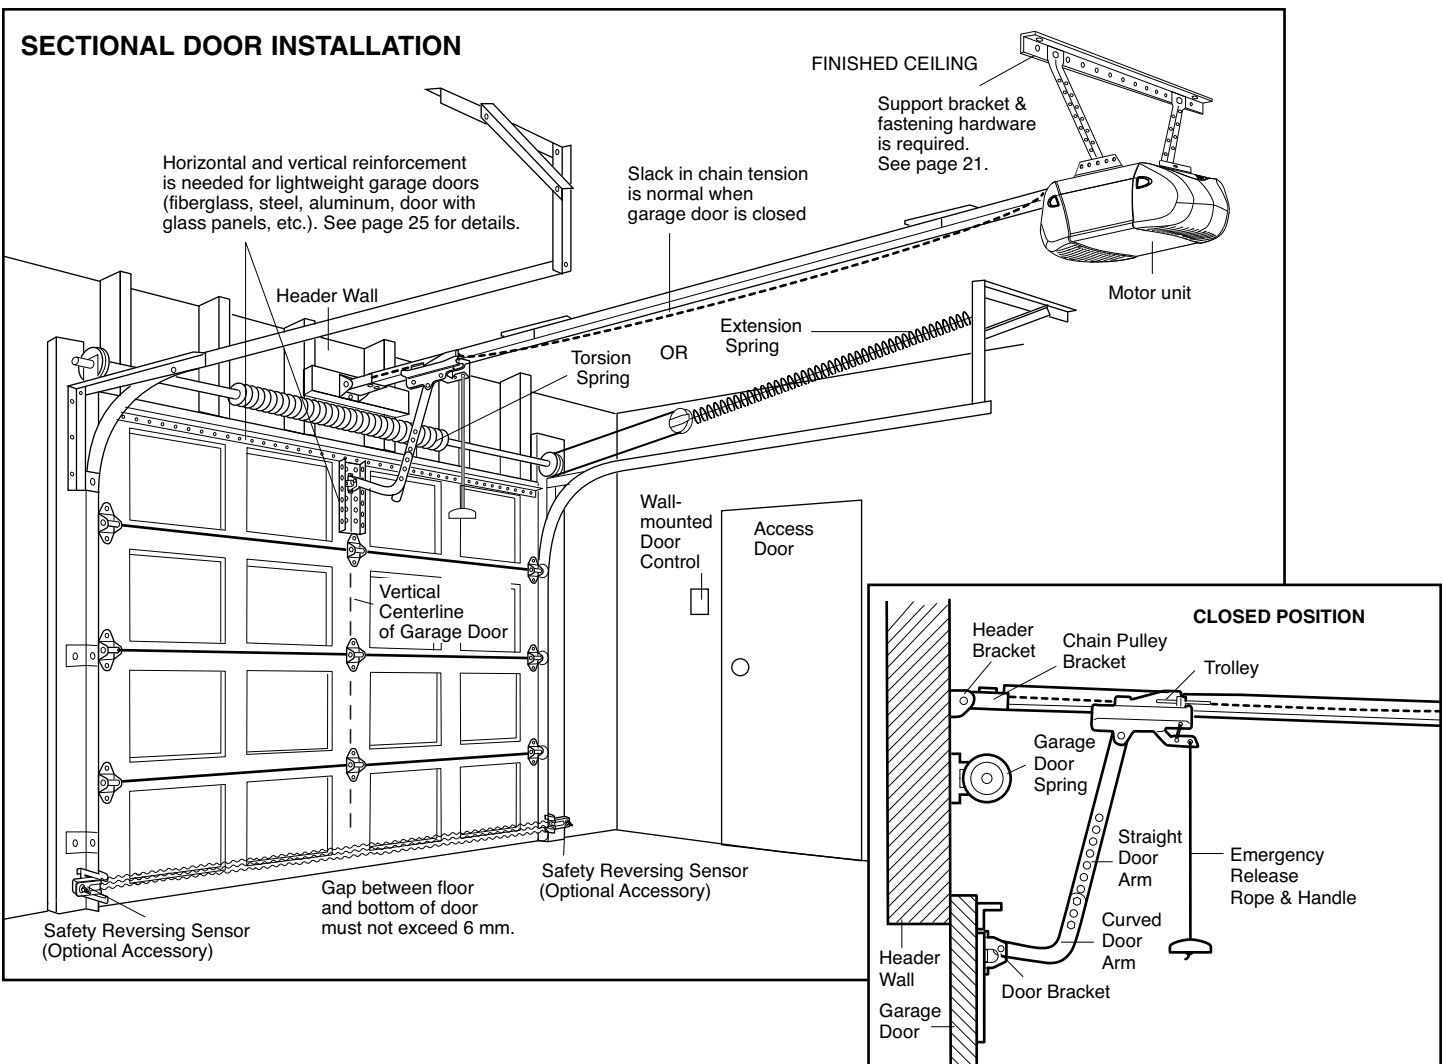 SECTIONAL DOOR INSTALLATION
FINISHED CEILING
Support bracket &
fastening hardware
is required.
See page 21.
Horizontal and vertical reinforcement
is needed for lightweight garage doors
(fiberglass, steel, aluminum, door with
glass panels, etc.). See page 25 for details.
Slack in chain tension
is normal when
garage door is closed
Header Wall
Motor unit
Extension
Spring
OR
Torsion
Spring
Wall-
mounted
Door
Control
Access
Door
Vertical
Centerline
of Garage Door
Safety Reversing Sensor
(Optional Accessory)
Gap between floor
and bottom of door
must not exceed 6 mm.
Safety Reversing Sensor
(Optional Accessory)
CLOSED POSITION
Header
Bracket
Chain Pulley
Bracket
Trolley
Garage
Door
Spring
Straight
Door
Arm
Emergency
Release
Rope & Handle
Curved
Door
Arm
Header
Wall
Door Bracket
Garage
Door